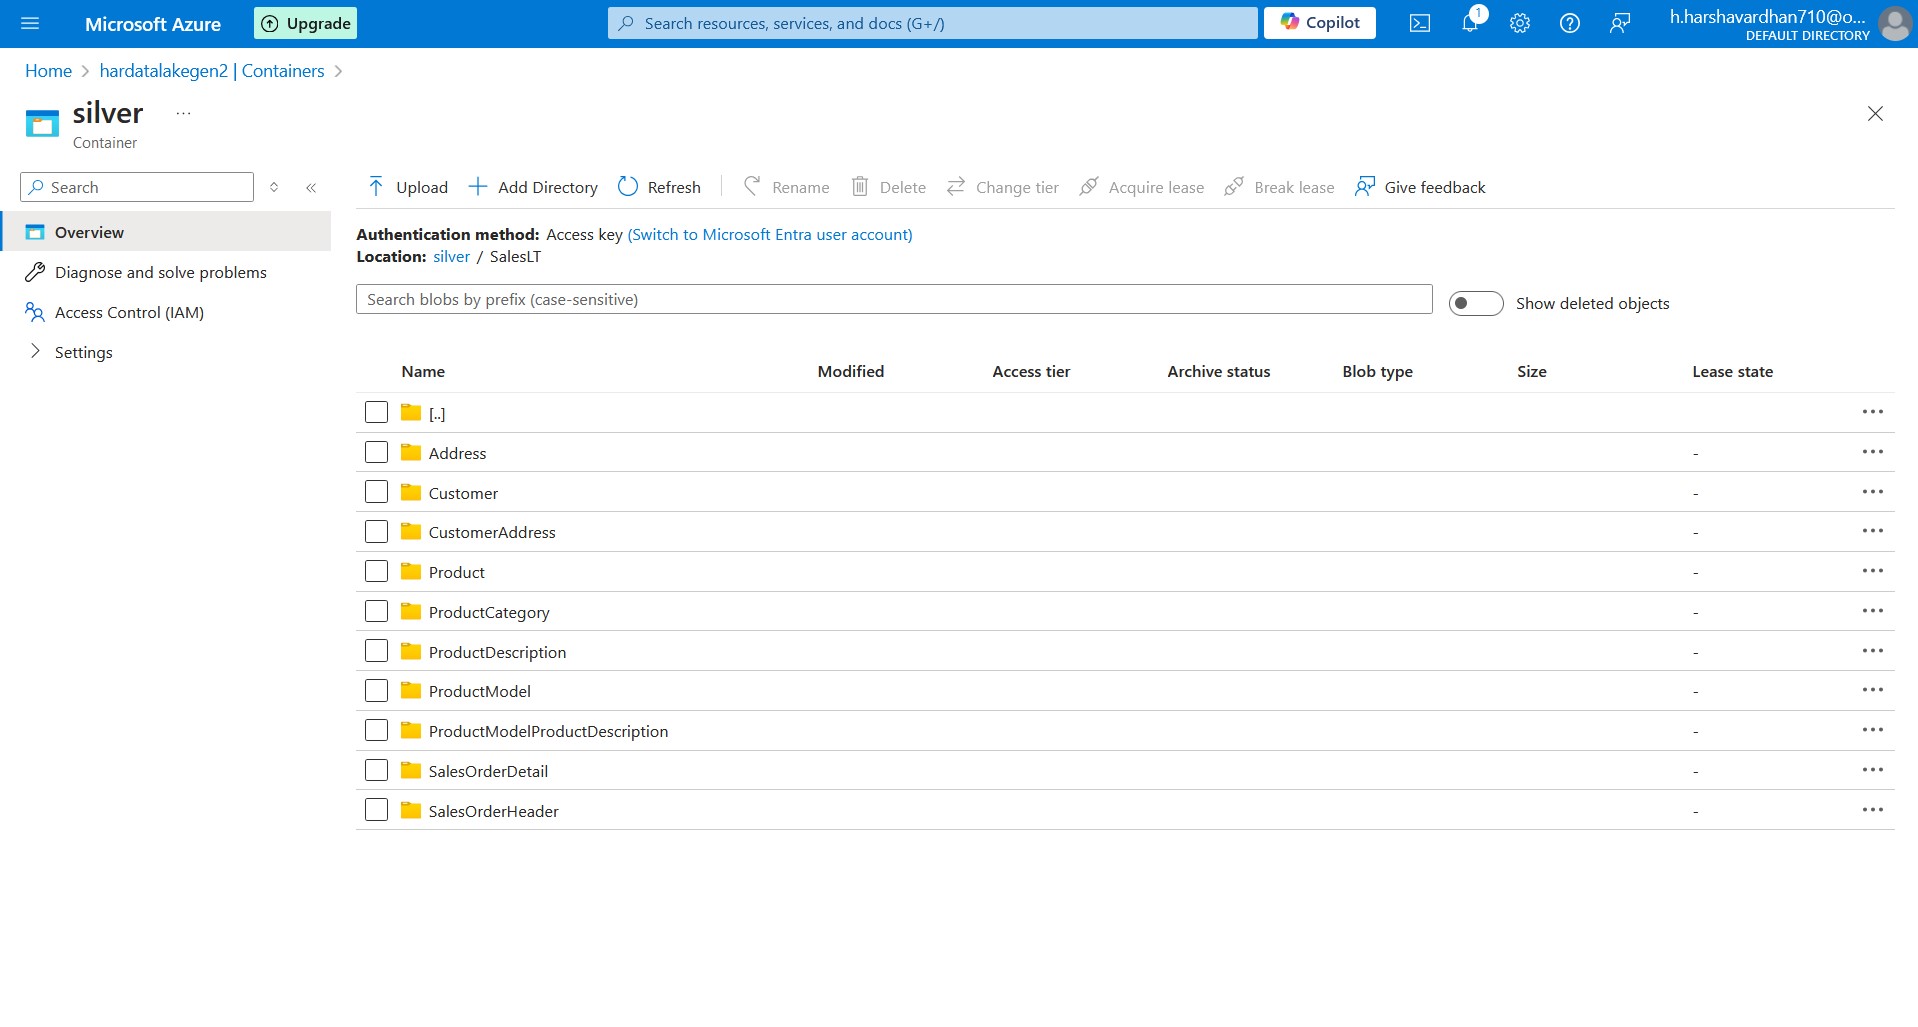 Microsoft Azure
Upgrade
Search resources, services, and docs (G+/)
Copilot
1
h.harshavardhan710@o...
DEFAULT DIRECTORY
Home > hardatalakegen2 | Containers >
silver ...
Container
Search
Overview
Diagnose and solve problems
Access Control (IAM)
Settings
Upload Add Directory Refresh Rename Delete Change tier Acquire lease Break lease Give feedback
Authentication method: Access key (Switch to Microsoft Entra user account)
Location: silver / SalesLT
Search blobs by prefix (case-sensitive)
Show deleted objects
Name Modified Access tier Archive status Blob type Size Lease state
[..]
Address -
Customer -
CustomerAddress -
Product -
ProductCategory -
ProductDescription -
ProductModel -
ProductModelProductDescription -
SalesOrderDetail -
SalesOrderHeader -